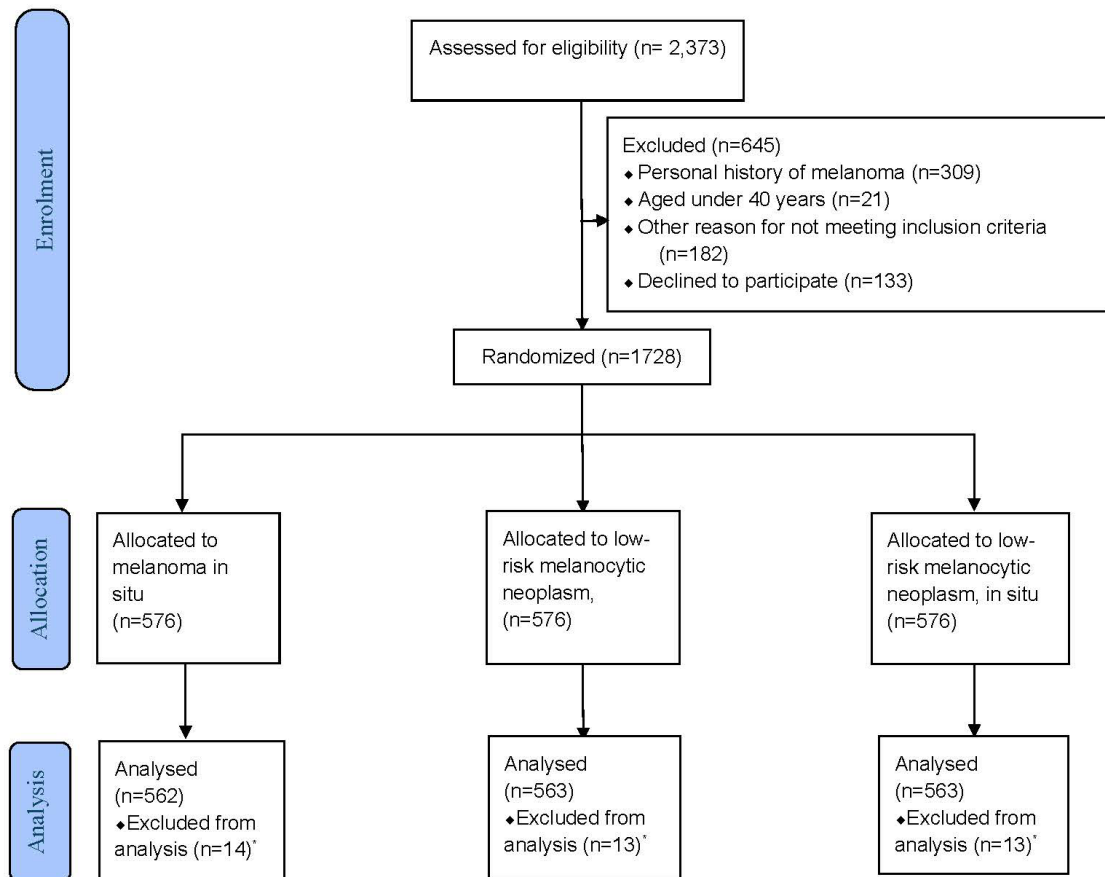 Enrolment
Assessed for eligibility (n= 2,373)
Excluded (n=645)
⬥ Personal history of melanoma (n=309)
⬥ Aged under 40 years (n=21)
⬥ Other reason for not meeting inclusion criteria
(n=182)
⬥ Declined to participate (n=133)
Randomized (n=1728)
Allocation
Allocated to
melanoma in
situ
(n=576)
Allocated to low-
risk melanocytic
neoplasm,
(n=576)
Allocated to low-
risk melanocytic
neoplasm, in situ
(n=576)
Analysis
Analysed
(n=562)
⬥Excluded from
analysis (n=14)*
Analysed
(n=563)
⬥Excluded from
analysis (n=13)*
Analysed
(n=563)
⬥Excluded from
analysis (n=13)*